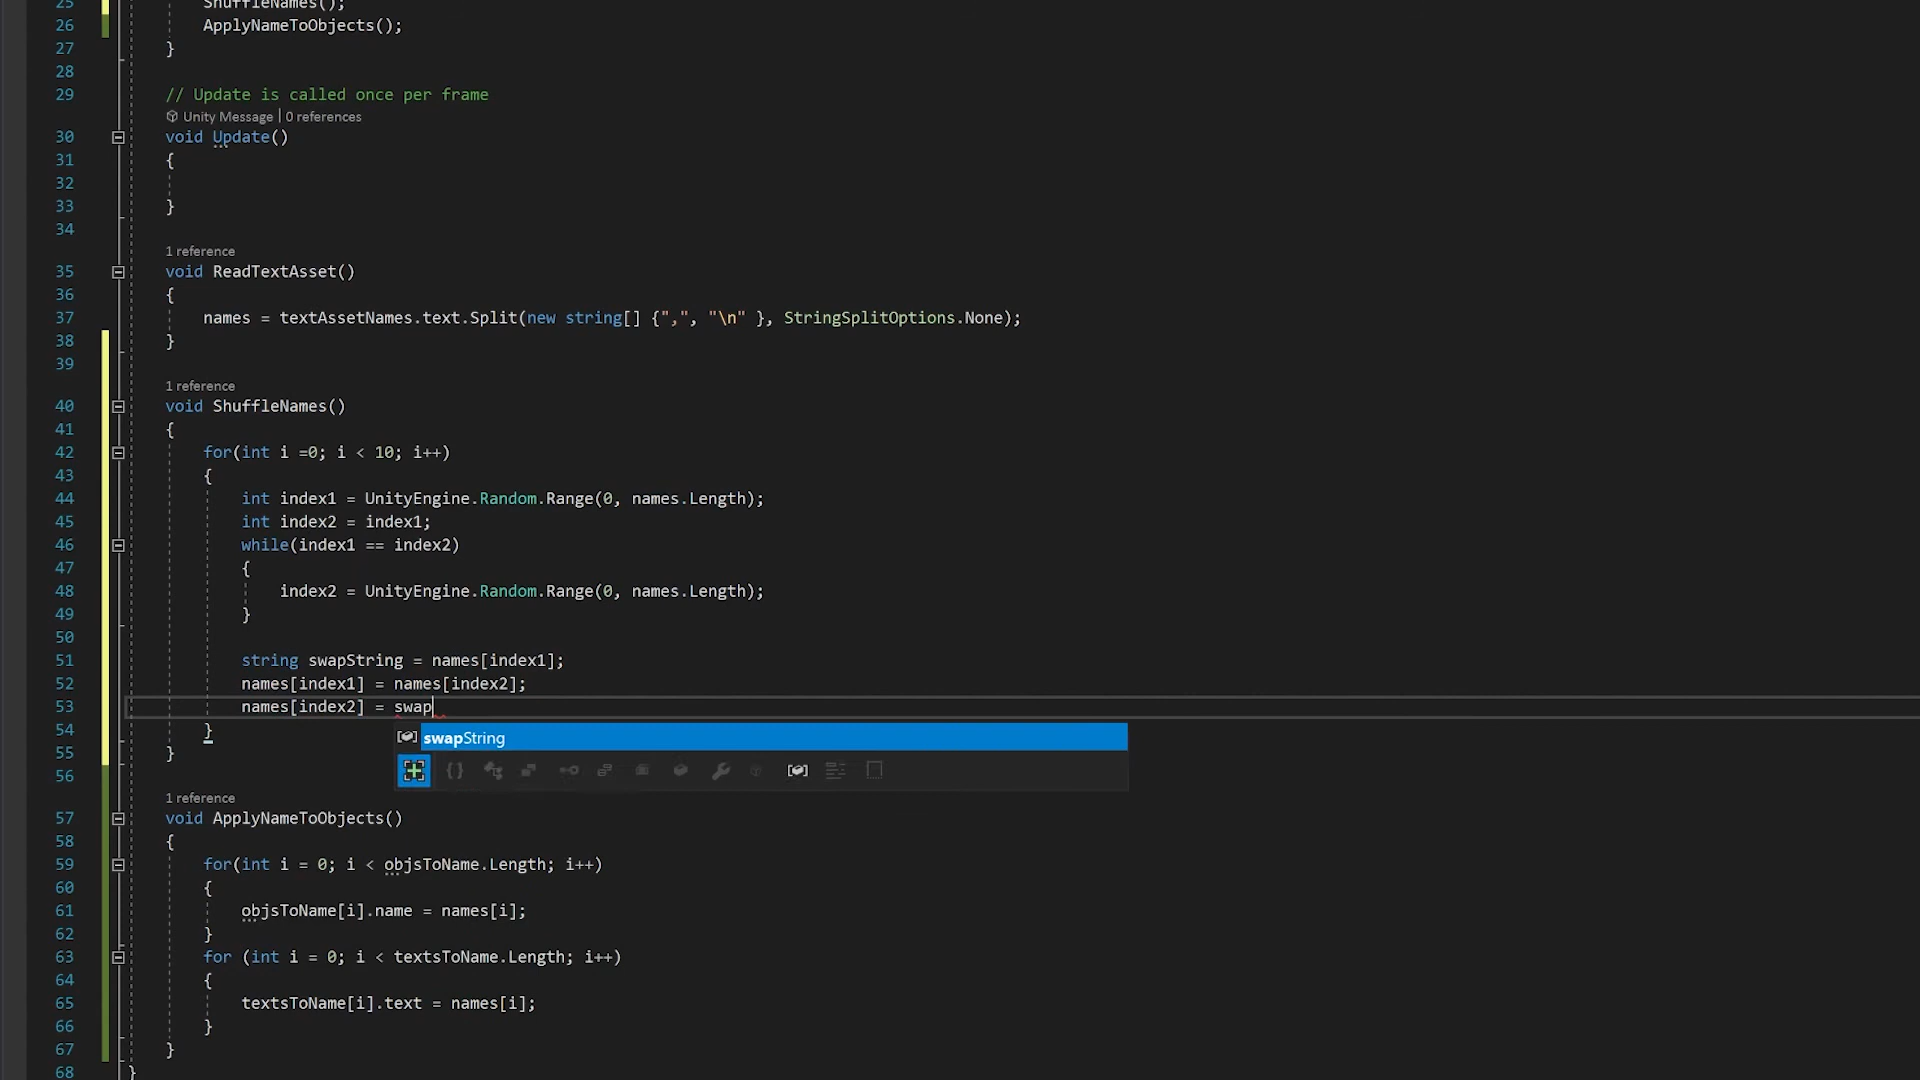 25 ShuffleNames();
26 ApplyNameToObjects();
27 }
28
29 // Update is called once per frame
Unity Message | 0 references
30 void Update()
31 {
32
33 }
34
1 reference
35 void ReadTextAsset()
36 {
37 names = textAssetNames.text.Split(new string[] {",", "\n" }, StringSplitOptions.None);
38 }
39
1 reference
40 void ShuffleNames()
41 {
42 for(int i =0; i < 10; i++)
43 {
44 int index1 = UnityEngine.Random.Range(0, names.Length);
45 int index2 = index1;
46 while(index1 == index2)
47 {
48 index2 = UnityEngine.Random.Range(0, names.Length);
49 }
50
51 string swapString = names[index1];
52 names[index1] = names[index2];
53 names[index2] = swap
swapString
54 }
55 }
56
1 reference
57 void ApplyNameToObjects()
58 {
59 for(int i = 0; i < objsToName.Length; i++)
60 {
61 objsToName[i].name = names[i];
62 }
63 for (int i = 0; i < textsToName.Length; i++)
64 {
65 textsToName[i].text = names[i];
66 }
67 }
68 }